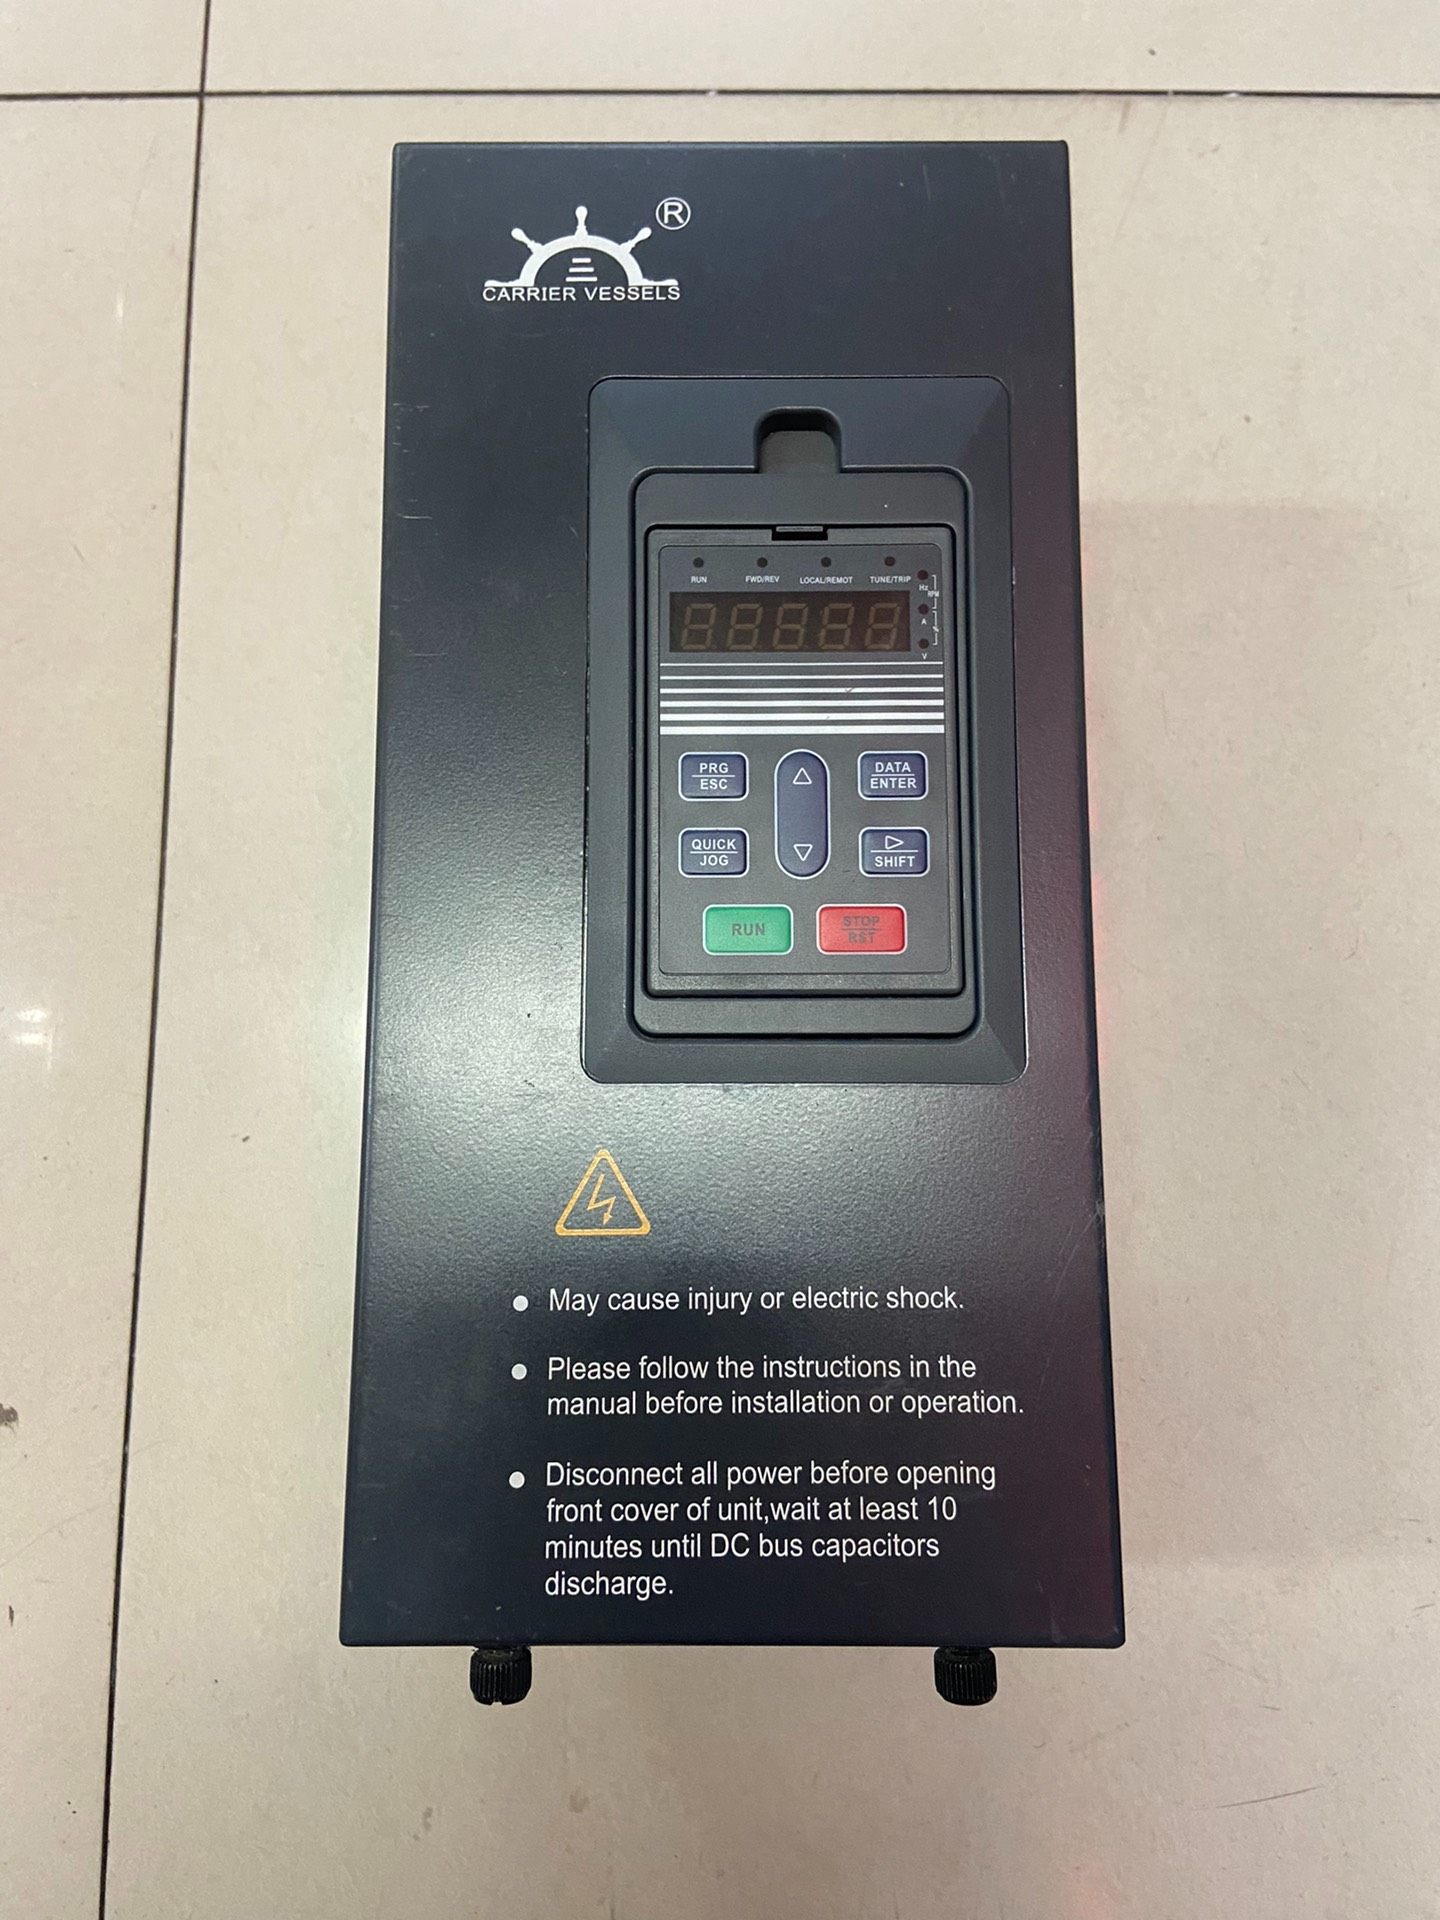 ®
CARRIER VESSELS
RUN FWD/REV LOCAL/REMOT TUNE/TRIP
Hz
RPM
A
%
V
88888
PRG
ESC
DATA
ENTER
QUICK
JOG
SHIFT
RUN
STOP
RST
● May cause injury or electric shock.
● Please follow the instructions in the
manual before installation or operation.
● Disconnect all power before opening
front cover of unit,wait at least 10
minutes until DC bus capacitors
discharge.